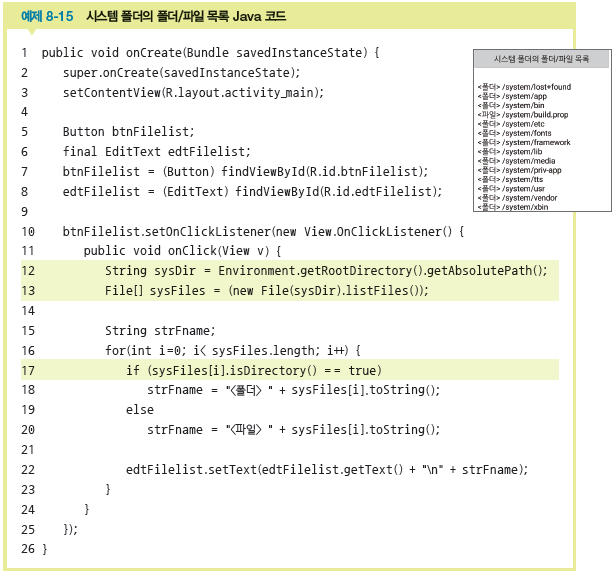 예제 8-15 시스템 폴더의 폴더/파일 목록 Java 코드
1 public void onCreate(Bundle savedInstanceState) {
2 super.onCreate(savedInstanceState);
3 setContentView(R.layout.activity_main);
4
5 Button btnFilelist;
6 final EditText edtFilelist;
7 btnFilelist = (Button) findViewById(R.id.btnFilelist);
8 edtFilelist = (EditText) findViewById(R.id.edtFilelist);
9
10 btnFilelist.setOnClickListener(new View.OnClickListener() {
11 public void onClick(View v) {
12 String sysDir = Environment.getRootDirectory().getAbsolutePath();
13 File[] sysFiles = (new File(sysDir).listFiles());
14
15 String strFname;
16 for(int i=0; i< sysFiles.length; i++) {
17 if (sysFiles[i].isDirectory() == true)
18 strFname = "<폴더> " + sysFiles[i].toString();
19 else
20 strFname = "<파일> " + sysFiles[i].toString();
21
22 edtFilelist.setText(edtFilelist.getText() + "\n" + strFname);
23 }
24 }
25 });
26 }
시스템 폴더의 폴더/파일 목록
<폴더> /system/lost+found
<폴더> /system/app
<폴더> /system/bin
<파일> /system/build.prop
<폴더> /system/etc
<폴더> /system/fonts
<폴더> /system/framework
<폴더> /system/lib
<폴더> /system/media
<폴더> /system/priv-app
<폴더> /system/tts
<폴더> /system/usr
<폴더> /system/vendor
<폴더> /system/xbin